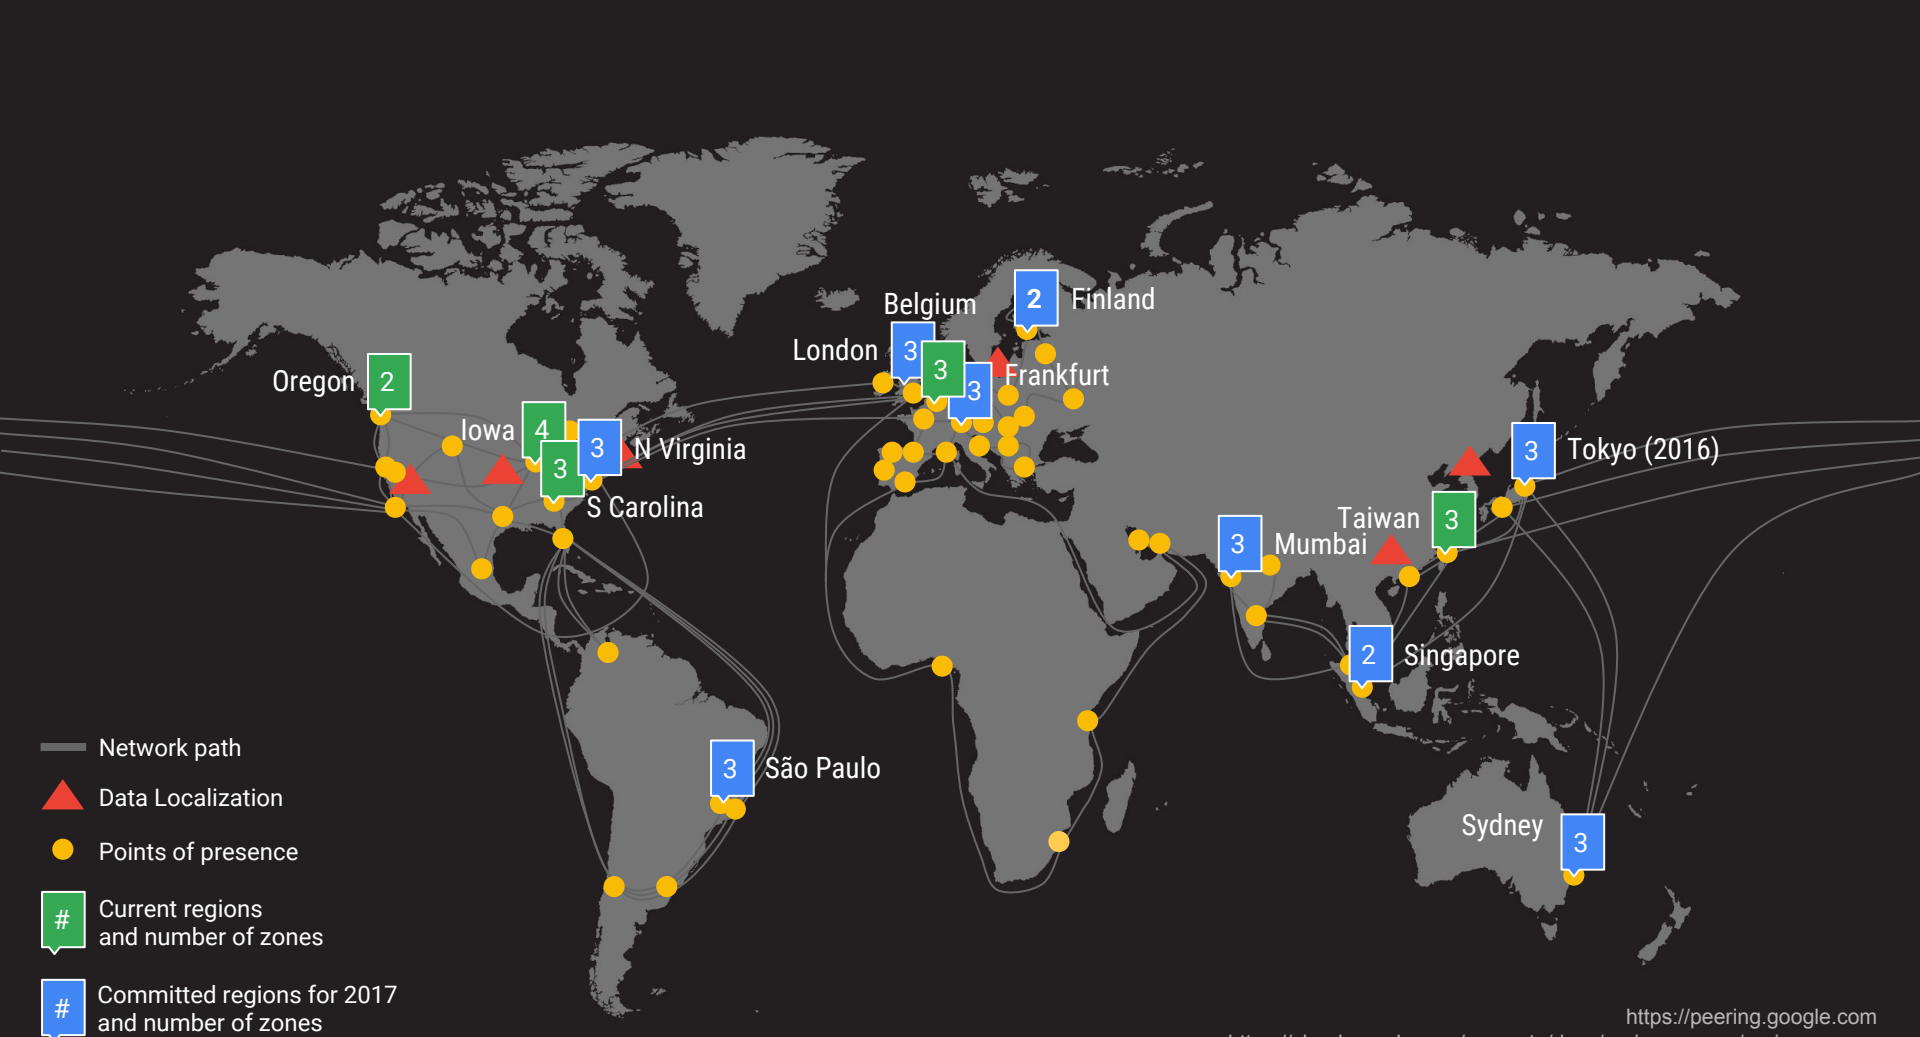 2
Finland
Belgium
London
3
3
3
Frankfurt
Oregon
2
Iowa
4
3
3
N Virginia
S Carolina
3
Tokyo (2016)
Taiwan
3
3
Mumbai
2
Singapore
3
São Paulo
Sydney
3
Network path
Data Localization
Points of presence
#
Current regions
and number of zones
#
Committed regions for 2017
and number of zones
https://peering.google.com